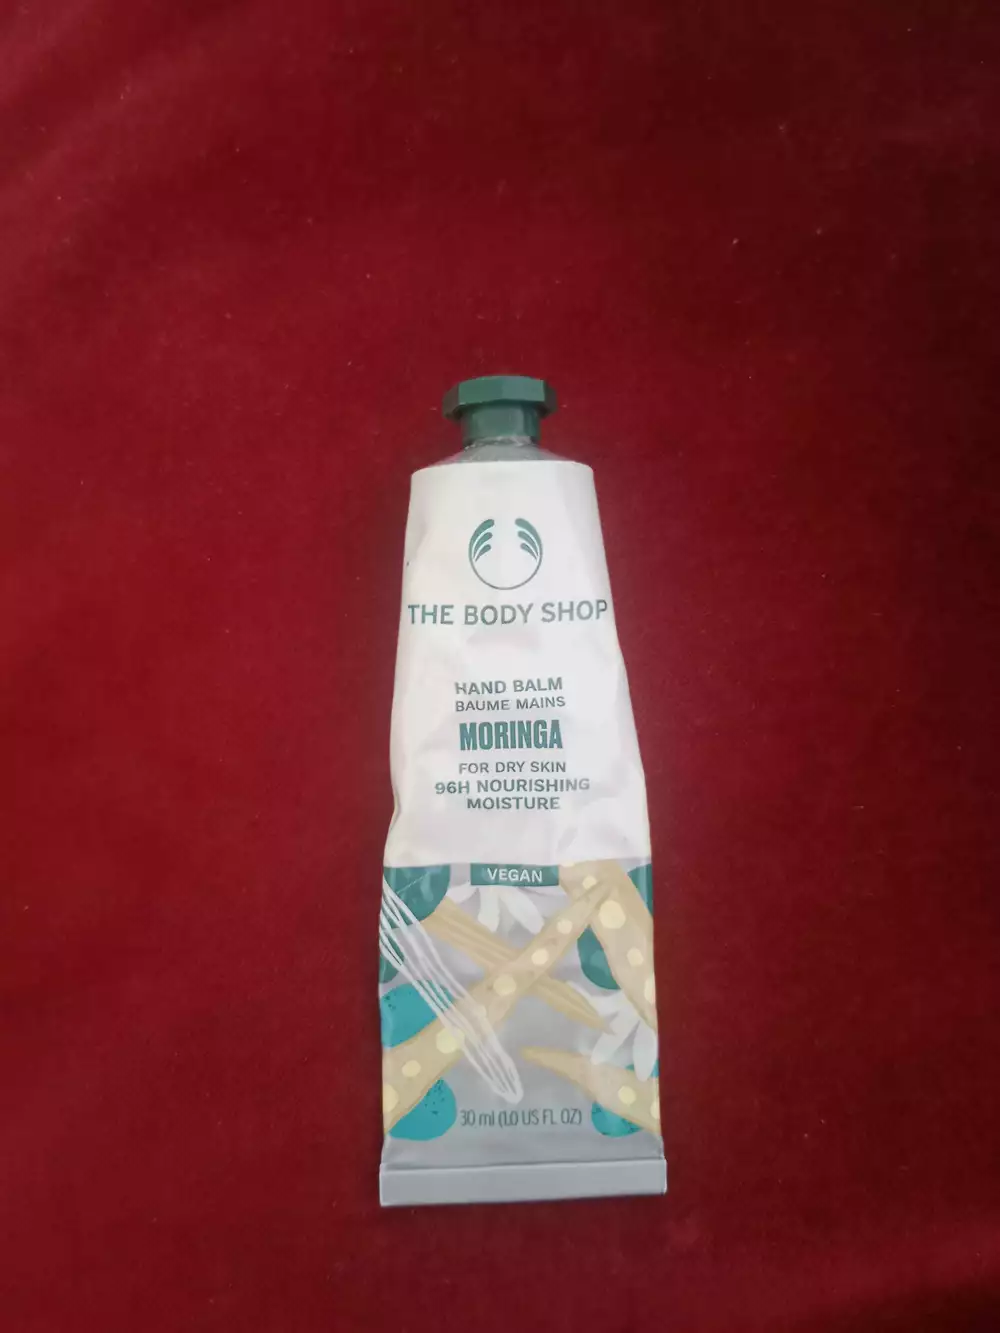 THE BODY SHOP
HAND BALM
BAUME MAINS
MORINGA
FOR DRY SKIN
96H NOURISHING
MOISTURE
VEGAN
30 ml (1.0 US FL OZ)